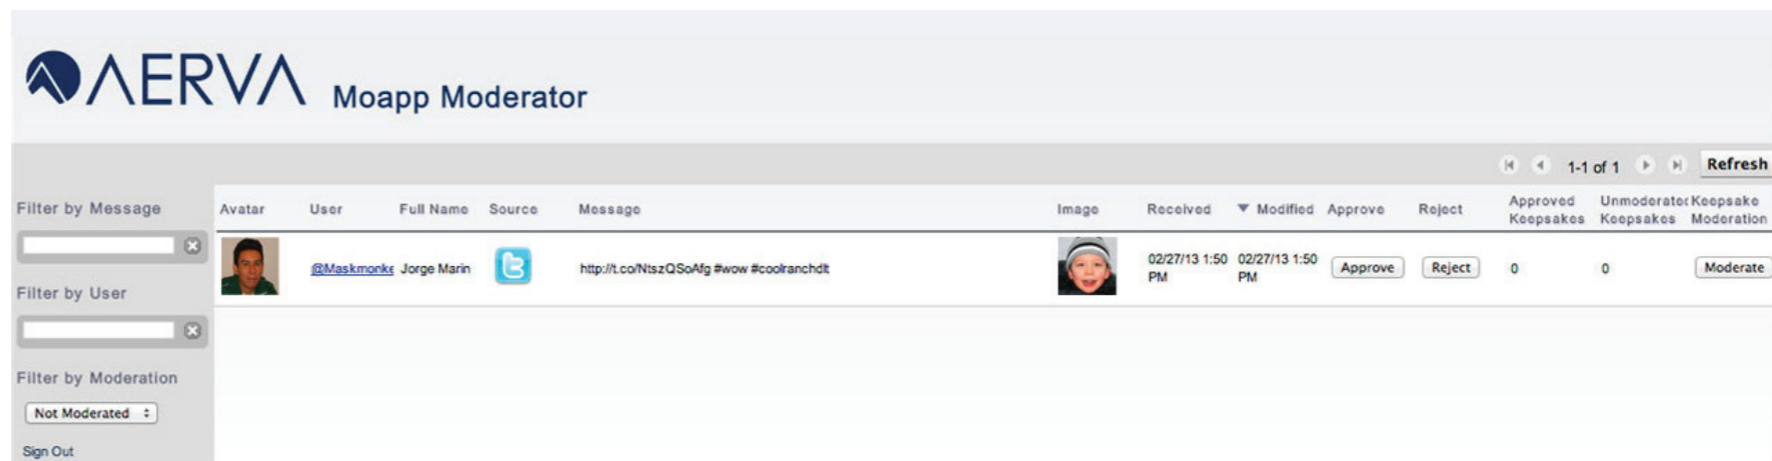 AERVA Moapp Moderator
1-1 of 1 Refresh
Filter by Message
Avatar User Full Name Source Message Image Received Modified Approve Reject Approved Keepsakes Unmoderated Keepsakes Keepsake Moderation
@Maskmonke Jorge Marin http://t.co/NtszQSoAfg #wow #coolranchdlt 02/27/13 1:50 PM 02/27/13 1:50 PM Approve Reject 0 0 Moderate
Filter by User
Filter by Moderation
Not Moderated
Sign Out